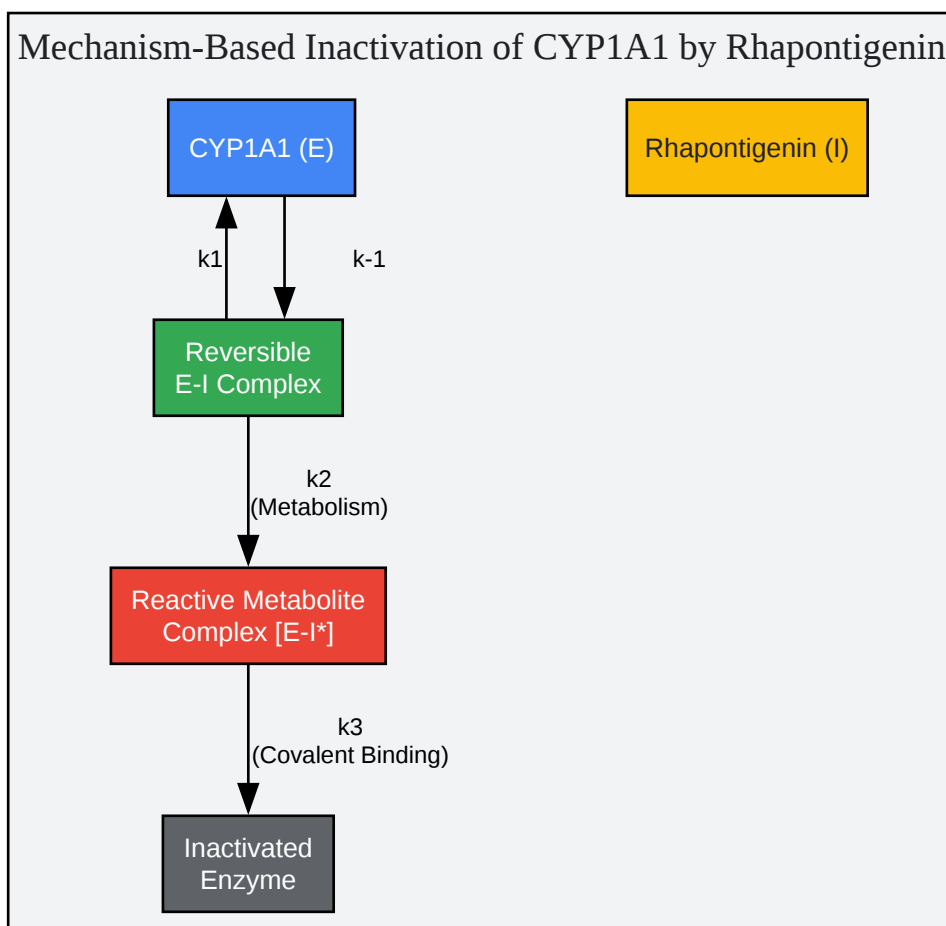 Mechanism-Based Inactivation of CYP1A1 by Rhapontigenin
CYP1A1 (E)
Rhapontigenin (I)
k1
k-1
Reversible
E-I Complex
k2
(Metabolism)
Reactive Metabolite
Complex [E-I*]
k3
(Covalent Binding)
Inactivated
Enzyme